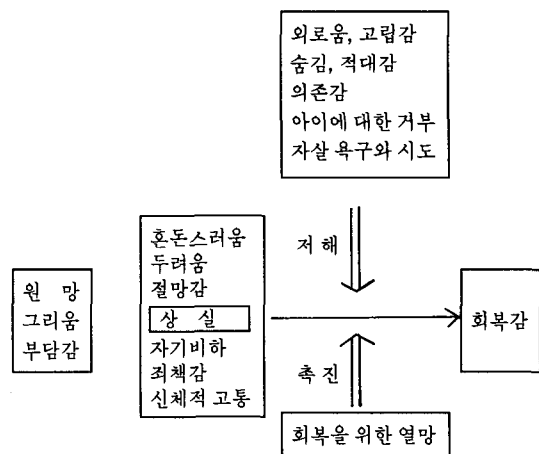 외로움, 고립감
숨김, 적대감
의존감
아이에 대한 거부
자살 욕구와 시도
저 해
혼돈스러움
두려움
절망감
상 실
자기비하
죄책감
신체적 고통
원 망
그리움
부담감
회복감
촉 진
회복을 위한 열망